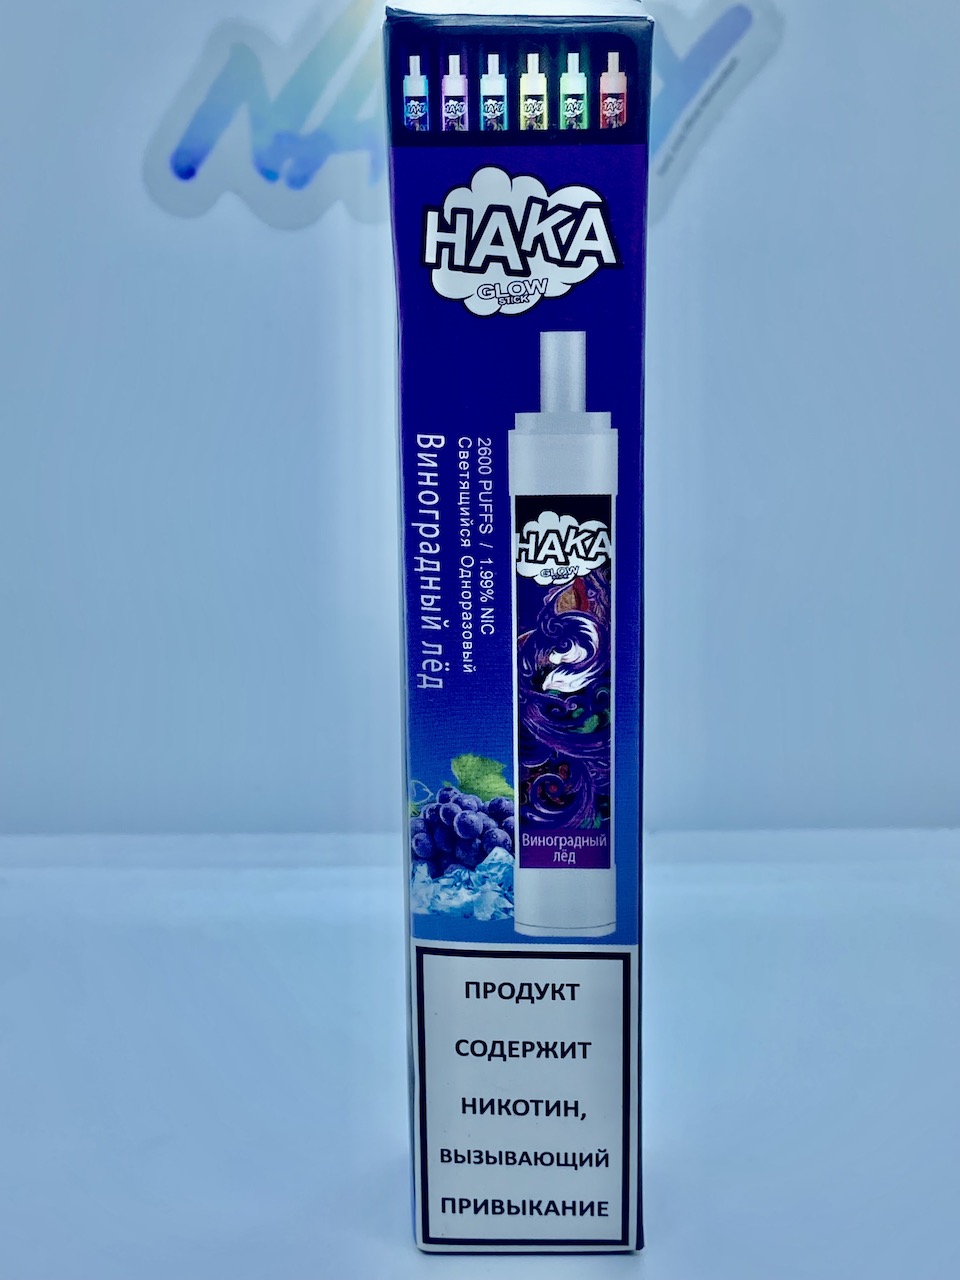 HAKA
GLOW
STICK
2600 PUFFS / 1.99% NIC
Светящийся Одноразовый
Виноградный лёд
HAKA
GLOW
STICK
Виноградный
лёд
ПРОДУКТ
СОДЕРЖИТ
НИКОТИН,
ВЫЗЫВАЮЩИЙ
ПРИВЫКАНИЕ